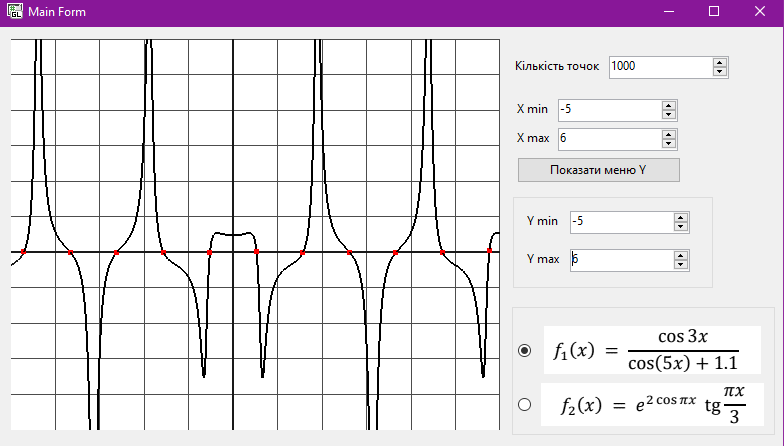 Main Form
Кількість точок 1000
X min -5
X max 6
Показати меню Y
Y min -5
Y max 6
f₁(x) = cos 3x / cos(5x) + 1.1
f₂(x) = e^(2 cos πx) tg πx/3